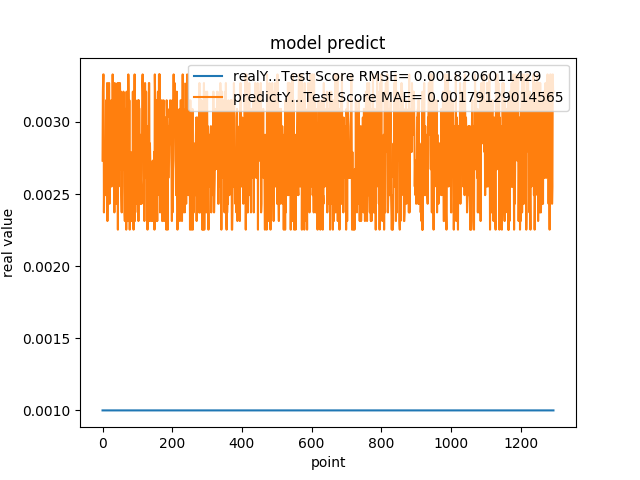 model predict
realY...Test Score RMSE= 0.0018206011429
predictY...Test Score MAE= 0.00179129014565
0.0030
0.0025
0.0020
0.0015
0.0010
real value
0 200 400 600 800 1000 1200
point